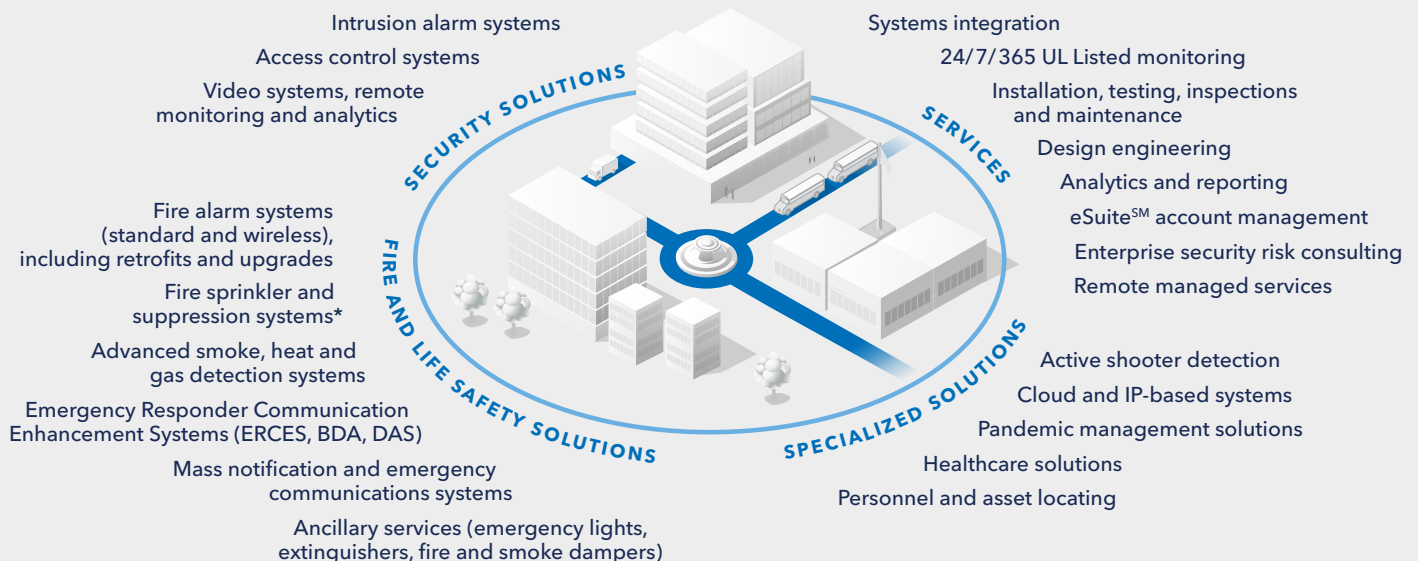 SECURITY SOLUTIONS
Intrusion alarm systems
Access control systems
Video systems, remote
monitoring and analytics
FIRE AND LIFE SAFETY SOLUTIONS
Fire alarm systems
(standard and wireless),
including retrofits and upgrades
Fire sprinkler and
suppression systems*
Advanced smoke, heat and
gas detection systems
Emergency Responder Communication
Enhancement Systems (ERCES, BDA, DAS)
Mass notification and emergency
communications systems
Ancillary services (emergency lights,
extinguishers, fire and smoke dampers)
SERVICES
Systems integration
24/7/365 UL Listed monitoring
Installation, testing, inspections
and maintenance
Design engineering
Analytics and reporting
eSuite℠ account management
Enterprise security risk consulting
Remote managed services
SPECIALIZED SOLUTIONS
Active shooter detection
Cloud and IP-based systems
Pandemic management solutions
Healthcare solutions
Personnel and asset locating